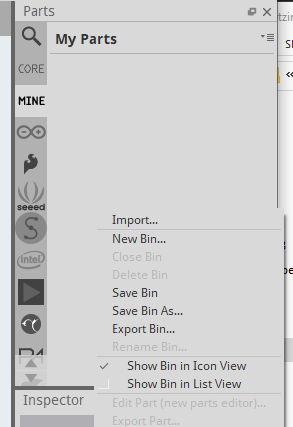 Parts
My Parts
CORE
MINE
seeed
intel
Import...
New Bin...
Close Bin
Delete Bin
Save Bin
Save Bin As...
Export Bin...
Rename Bin...
Show Bin in Icon View
Show Bin in List View
Edit Part (new parts editor)...
Export Part...
Inspector